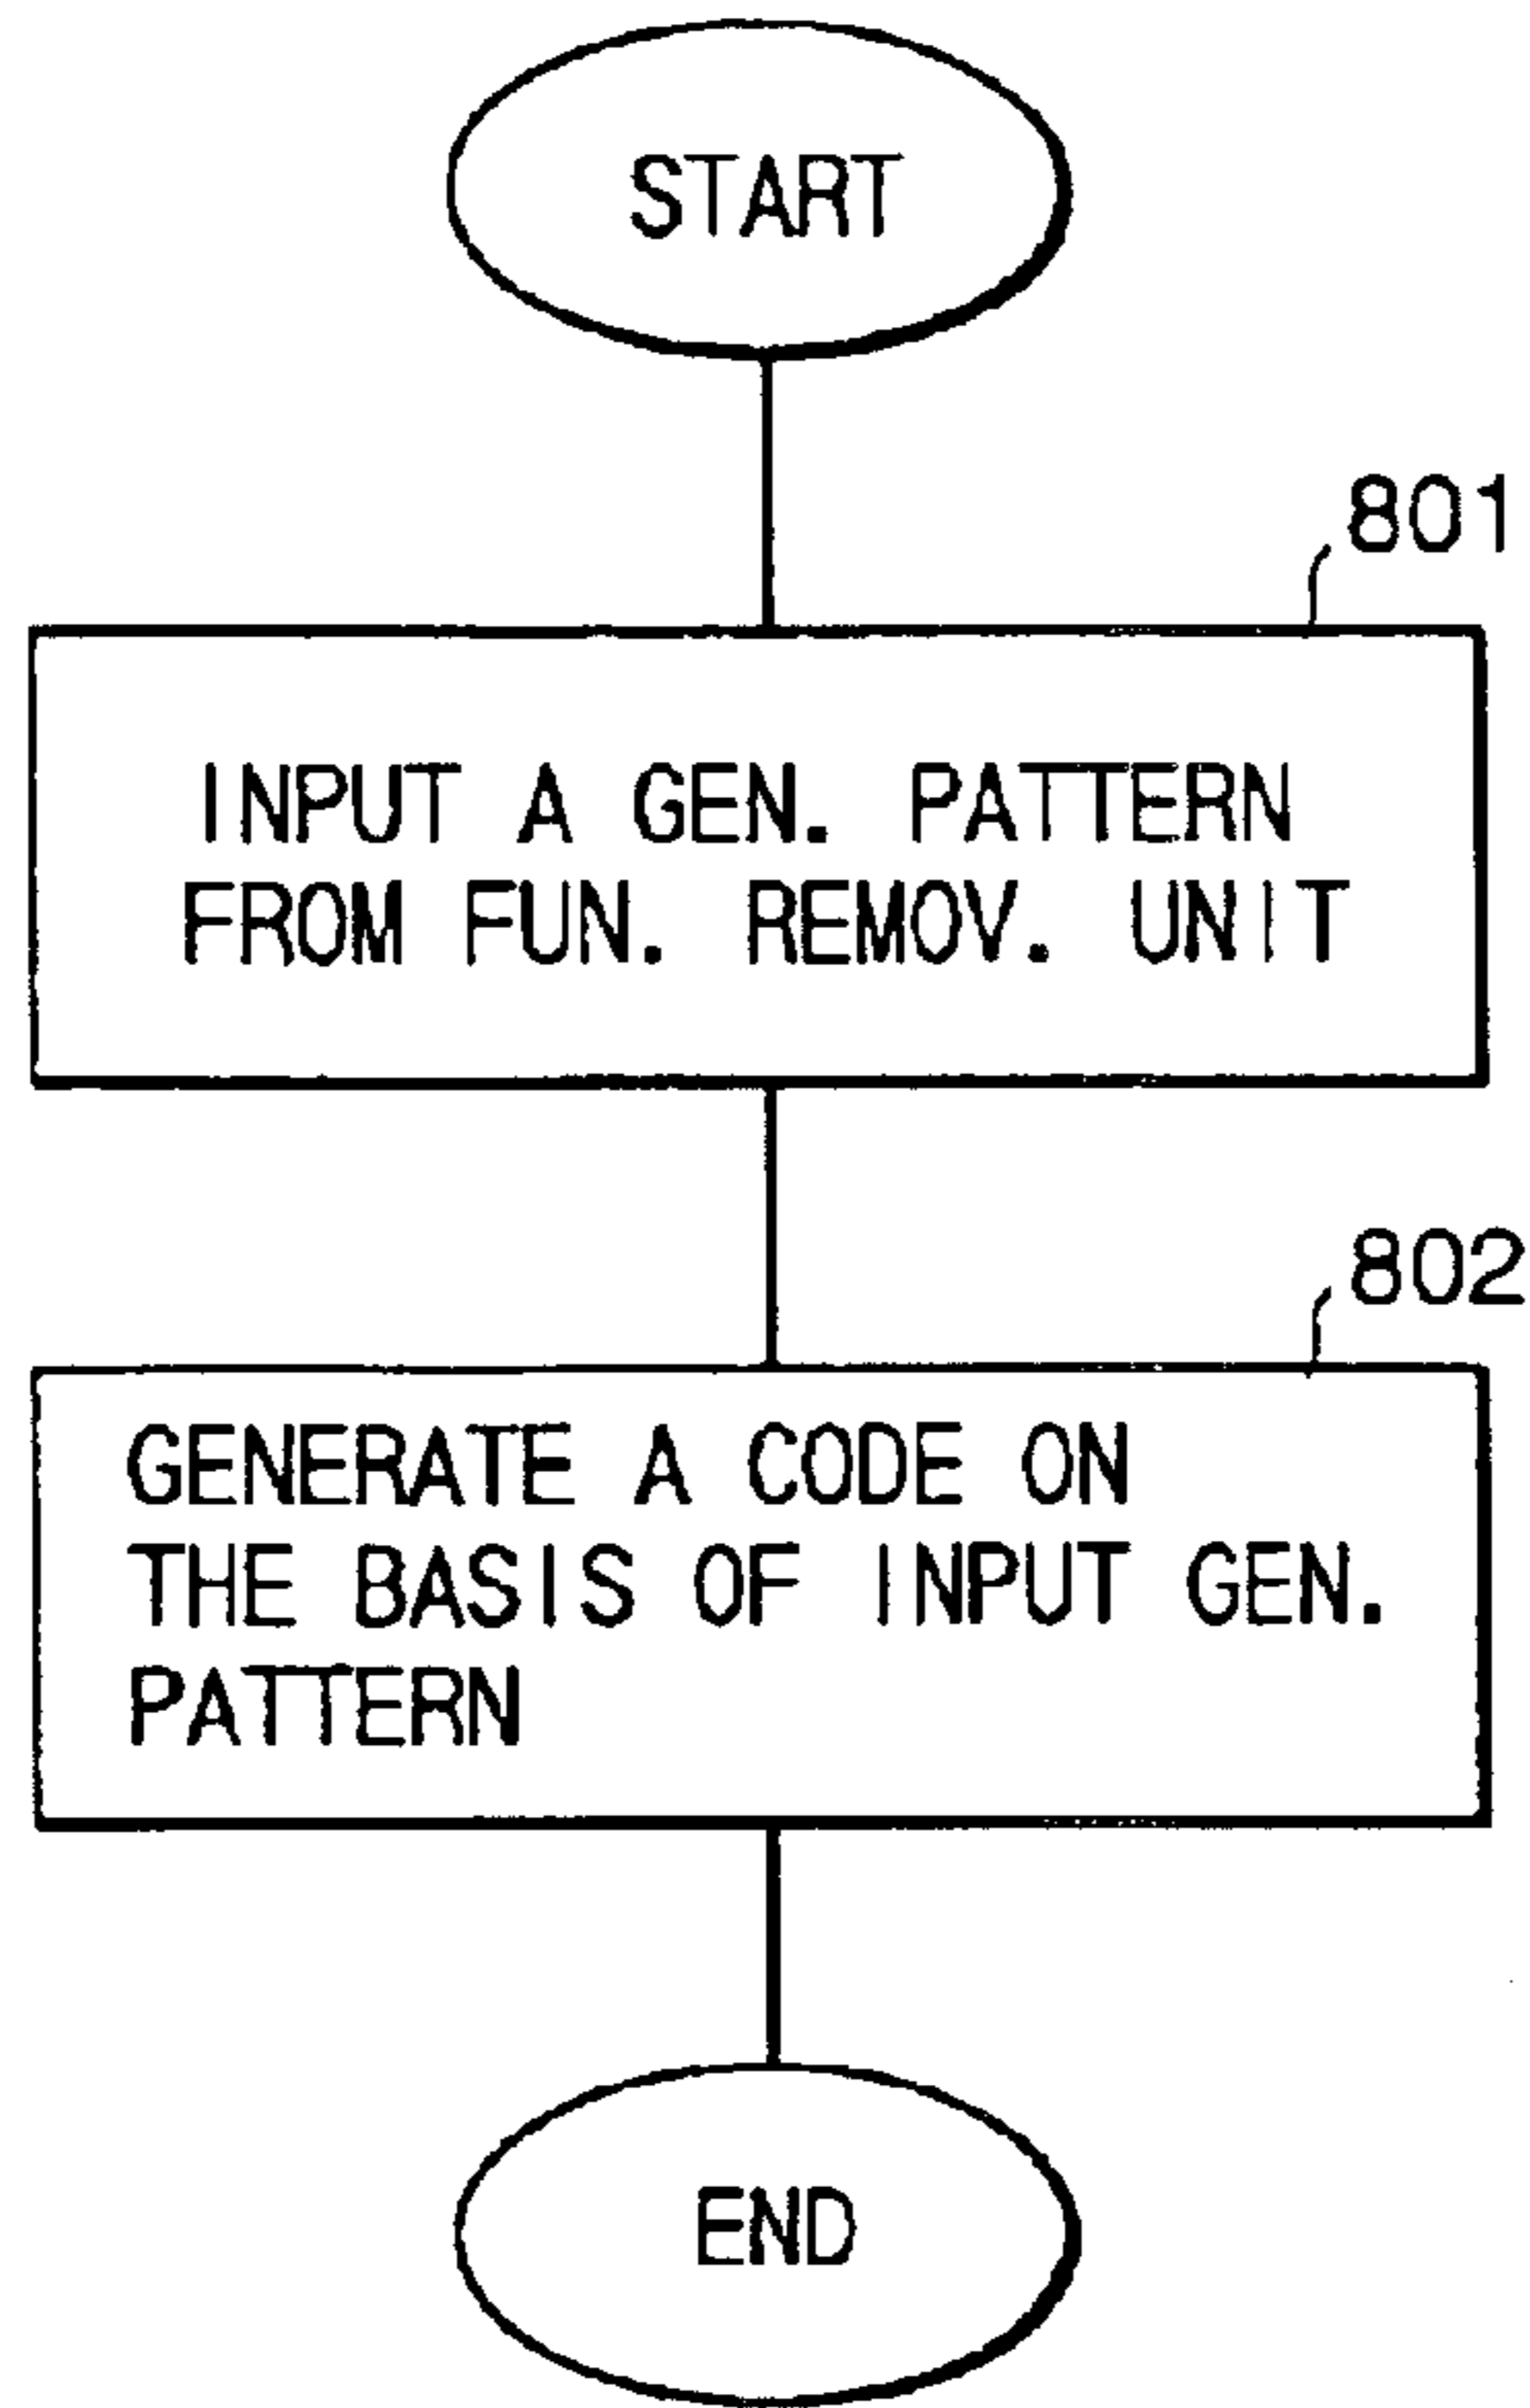 START
801
INPUT A GEN. PATTERN
FROM FUN. REMOV. UNIT
802
GENERATE A CODE ON
THE BASIS OF INPUT GEN.
PATTERN
END